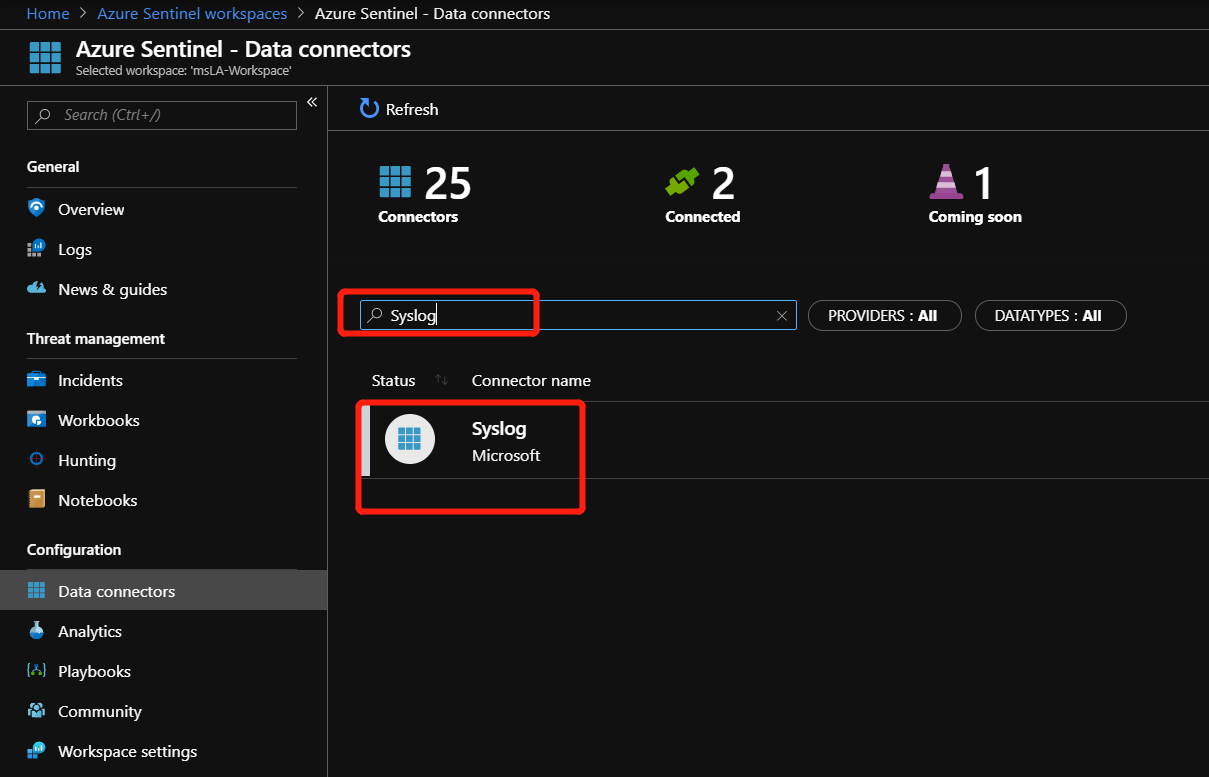 Home > Azure Sentinel workspaces > Azure Sentinel - Data connectors
Azure Sentinel - Data connectors
Selected workspace: 'msLA-Workspace'
Search (Ctrl+/)
«
Refresh
General
Overview
Logs
News & guides
Threat management
Incidents
Workbooks
Hunting
Notebooks
Configuration
Data connectors
Analytics
Playbooks
Community
Workspace settings
25
Connectors
2
Connected
1
Coming soon
Syslog
PROVIDERS : All
DATATYPES : All
Status ↑↓ Connector name
Syslog
Microsoft